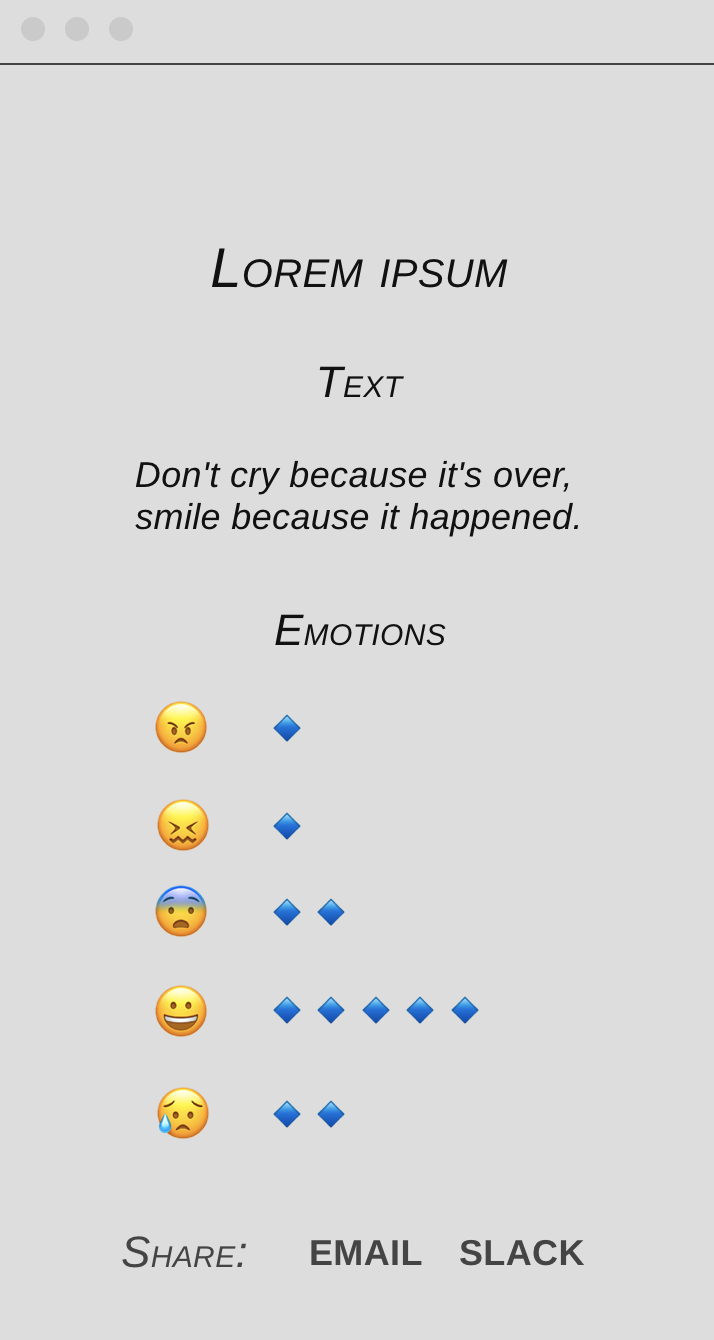 Lorem ipsum
Text
Don't cry because it's over,
smile because it happened.
Emotions
Share: EMAIL SLACK